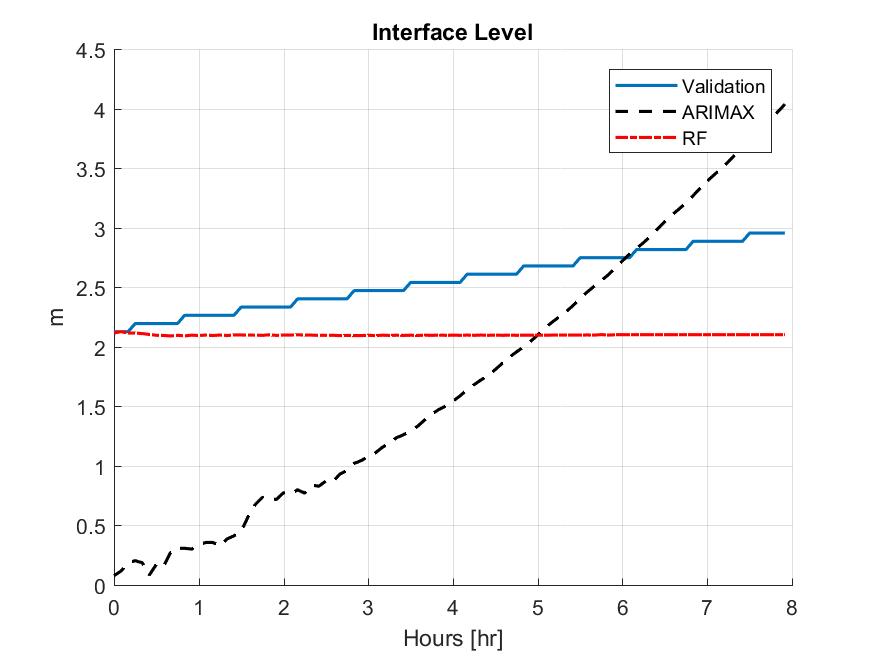 Interface Level
4.5
4
3.5
3
2.5
2
1.5
1
0.5
0
m
Validation
ARIMAX
RF
0 1 2 3 4 5 6 7 8
Hours [hr]